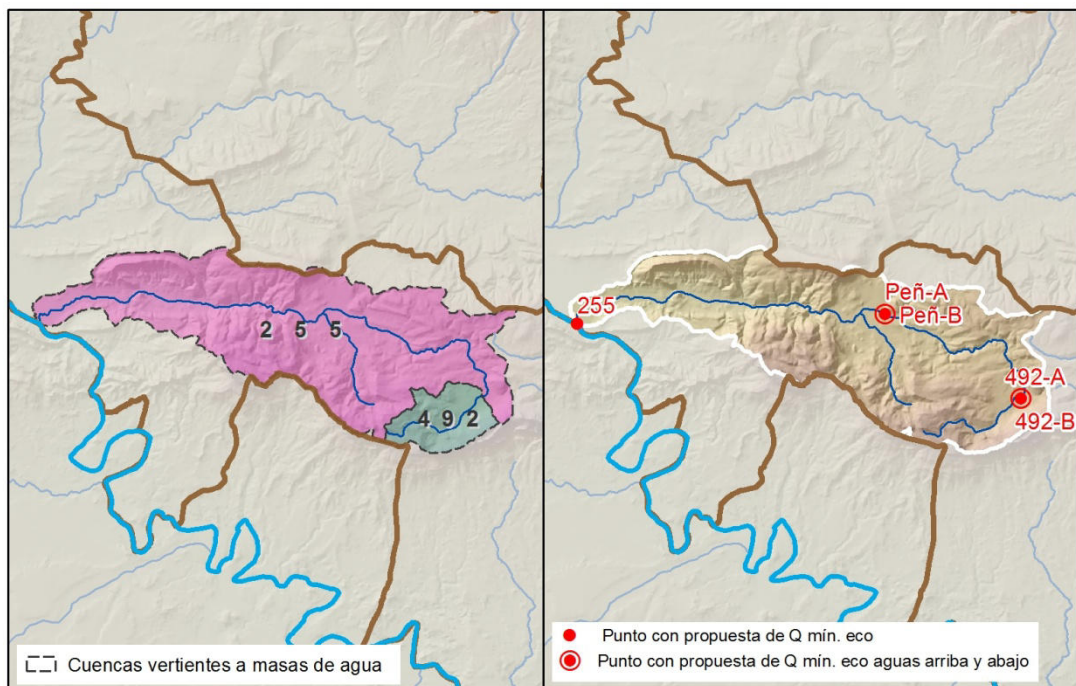 2 5 5
4 9 2
Cuencas vertientes a masas de agua
255
Peñ-A
Peñ-B
492-A
492-B
Punto con propuesta de Q mín. eco
Punto con propuesta de Q mín. eco aguas arriba y abajo